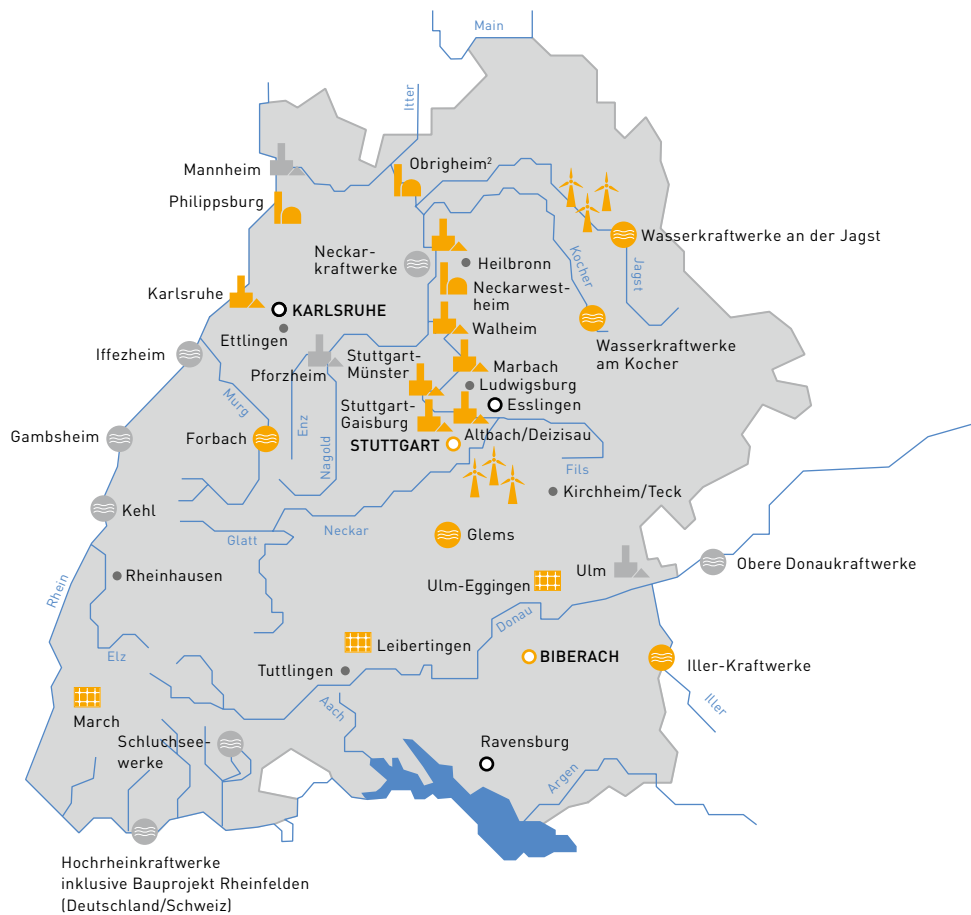 Main
Itter
Mannheim
Obrigheim²
Philippsburg
Wasserkraftwerke an der Jagst
Neckar-
kraftwerke
Heilbronn
Kocher
Jagst
Karlsruhe
KARLSRUHE
Neckarwest-
heim
Ettlingen
Walheim
Wasserkraftwerke
am Kocher
Iffezheim
Pforzheim
Stuttgart-
Münster
Marbach
Ludwigsburg
Murg
Enz
Nagold
Stuttgart-
Gaisburg
Esslingen
Gambsheim
Forbach
STUTTGART
Altbach/Deizisau
Fils
Kirchheim/Teck
Kehl
Glatt
Neckar
Glems
Rhein
Rheinhausen
Ulm-Eggingen
Ulm
Obere Donaukraftwerke
Donau
Elz
Leibertingen
Tuttlingen
BIBERACH
Iller-Kraftwerke
Iller
March
Aach
Schluchsee-
werke
Ravensburg
Argen
Hochrheinkraftwerke
inklusive Bauprojekt Rheinfelden
(Deutschland/Schweiz)